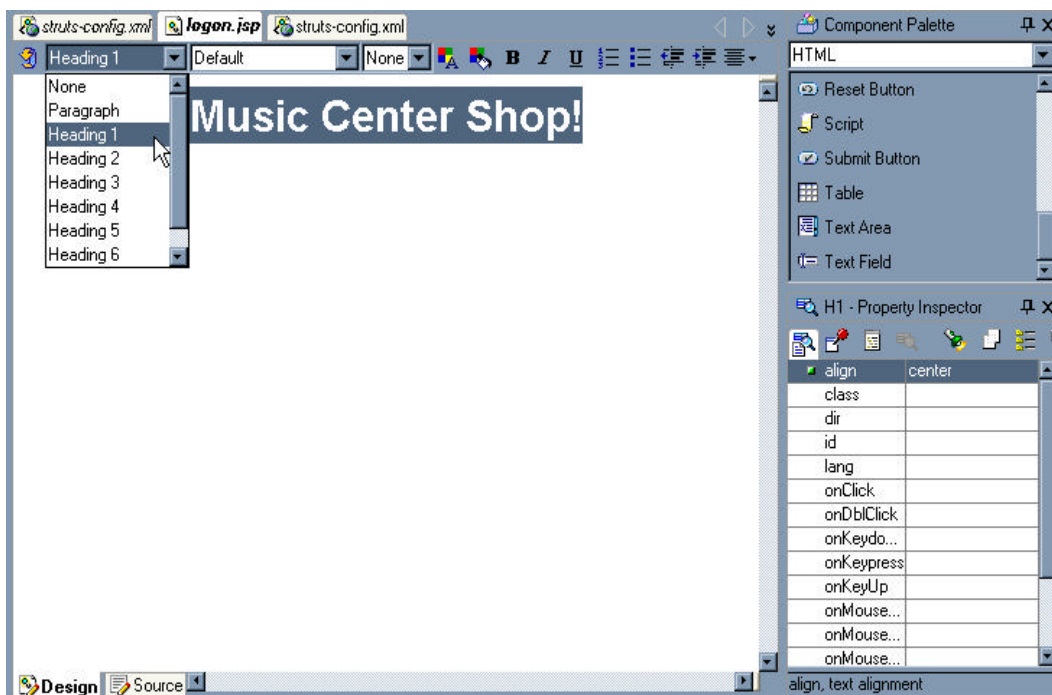 struts-config.xml logon.jsp struts-config.xml
Heading 1 Default None B I U
None
Paragraph
Heading 1
Heading 2
Heading 3
Heading 4
Heading 5
Heading 6
Music Center Shop!
Design Source
Component Palette
HTML
Reset Button
Script
Submit Button
Table
Text Area
Text Field
H1 - Property Inspector
align center
class
dir
id
lang
onClick
onDblClick
onKeydo...
onKeypress
onKeyUp
onMouse...
onMouse...
onMouse...
align, text alignment